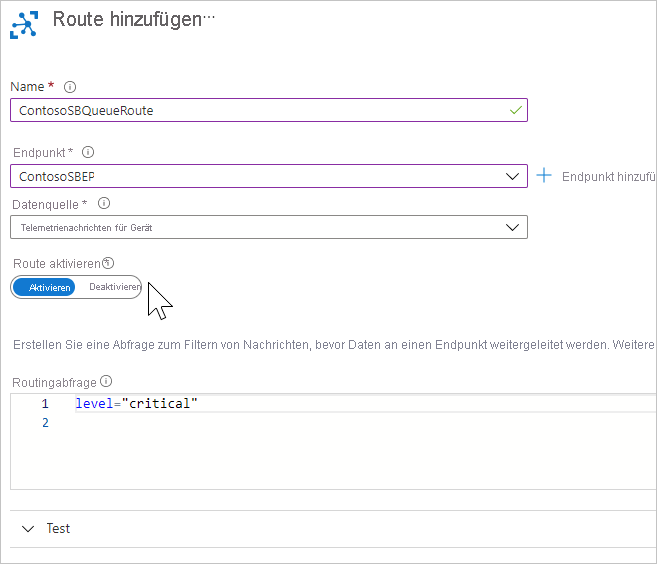 Route hinzufügen...
Name *
ContosoSBQueueRoute
Endpunkt *
ContosoSBEP
Endpunkt hinzufü
Datenquelle *
Telemetrienachrichten für Gerät
Route aktivieren
Aktivieren Deaktivieren
Erstellen Sie eine Abfrage zum Filtern von Nachrichten, bevor Daten an einen Endpunkt weitergeleitet werden. Weitere
Routingabfrage
1 level="critical"
2
Test